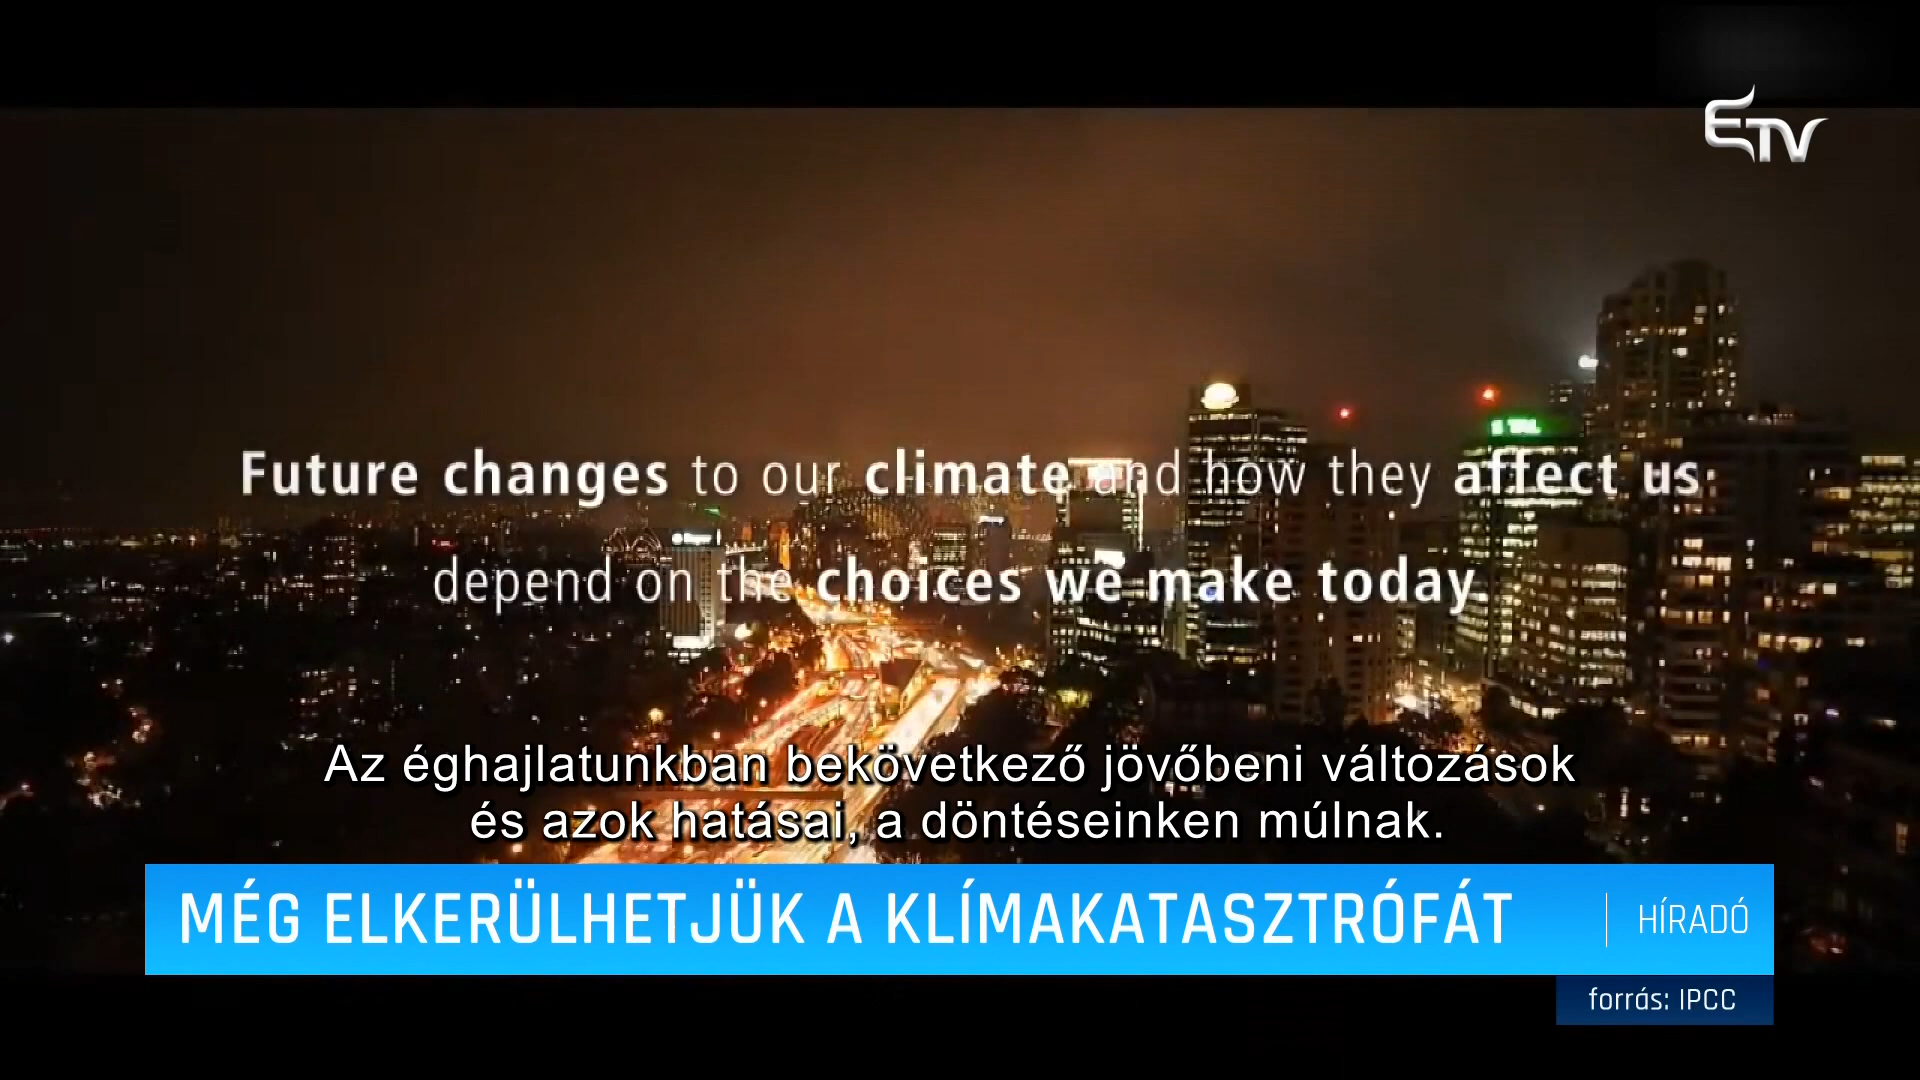 ETV
Future changes to our climate and how they affect us
depend on the choices we make today.
Az éghajlatunkban bekövetkező jövőbeni változások
és azok hatásai, a döntéseinken múlnak.
MÉG ELKERÜLHETJÜK A KLÍMAKATASZTRÓFÁT
HÍRADÓ
forrás: IPCC